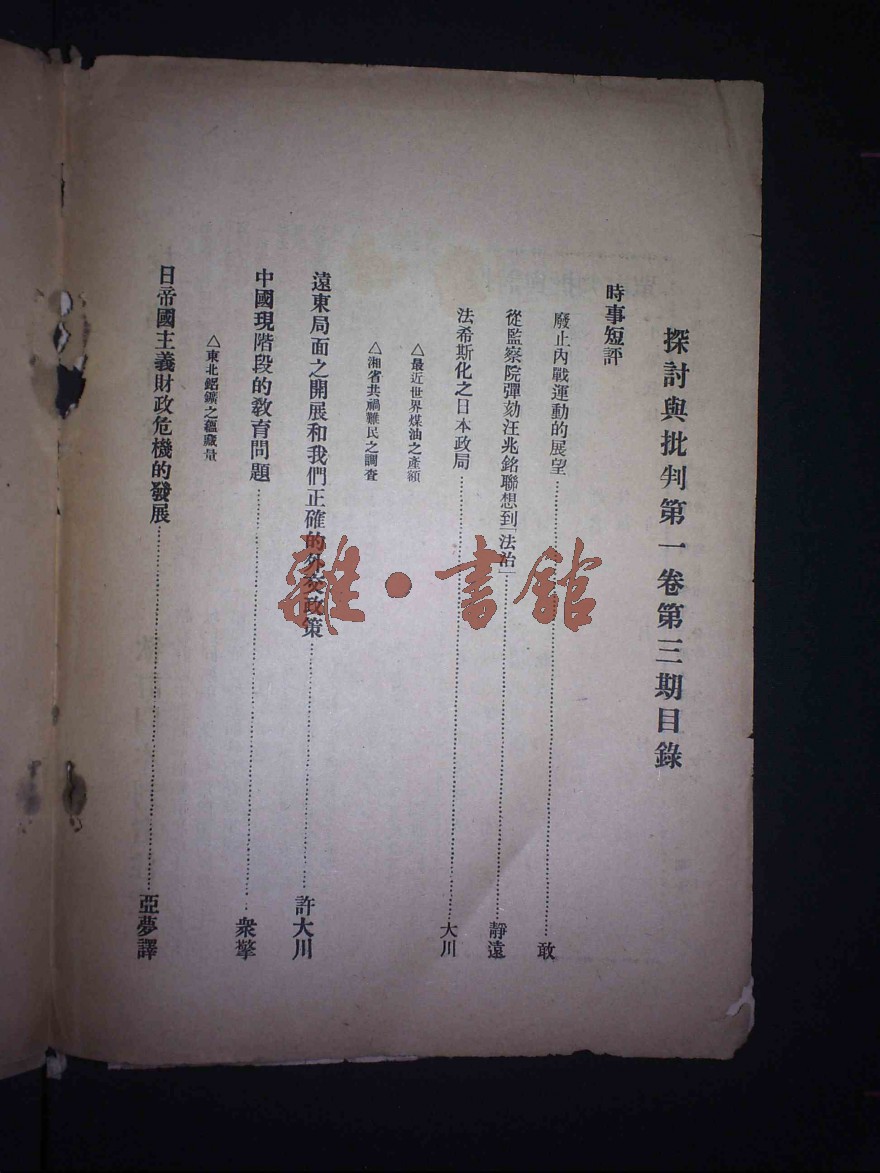 探討與批判第一卷第三期目錄
時事短評
廢止內戰運動的展望……敢
從監察院彈劾汪兆銘聯想到「法治」……靜遠
法希斯化之日本政局……大川
△最近世界煤油之產額
△湘省共禍難民之調查
遠東局面之開展和我們正確的外交政策……許大川
中國現階段的教育問題……衆擎
△東北鋁鑛之蘊藏量
日帝國主義財政危機的發展……亞夢譯
雜·書館